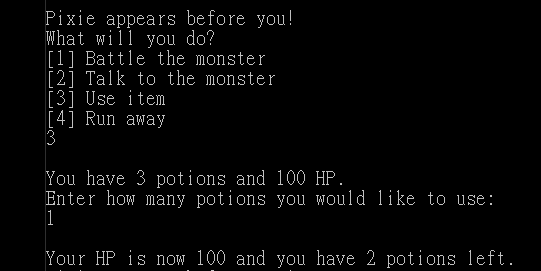 Pixie appears before you!
What will you do?
[1] Battle the monster
[2] Talk to the monster
[3] Use item
[4] Run away
3
You have 3 potions and 100 HP.
Enter how many potions you would like to use:
1
Your HP is now 100 and you have 2 potions left.